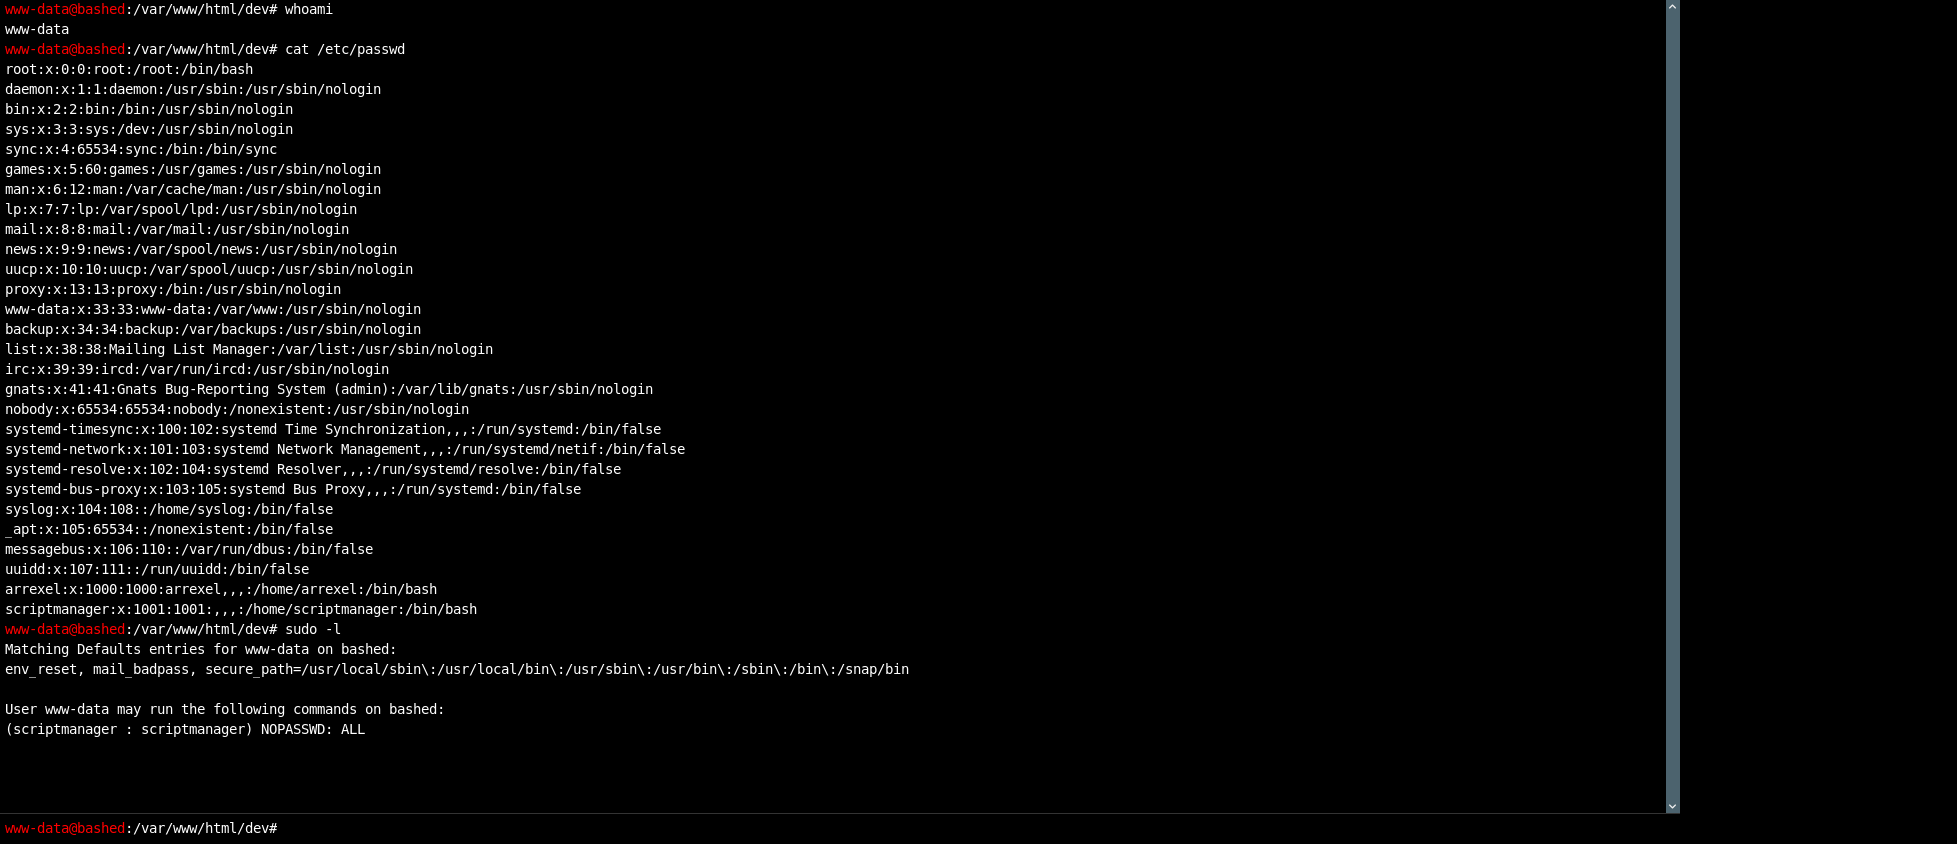 www-data@bashed:/var/www/html/dev# whoami
www-data
www-data@bashed:/var/www/html/dev# cat /etc/passwd
root:x:0:0:root:/root:/bin/bash
daemon:x:1:1:daemon:/usr/sbin:/usr/sbin/nologin
bin:x:2:2:bin:/bin:/usr/sbin/nologin
sys:x:3:3:sys:/dev:/usr/sbin/nologin
sync:x:4:65534:sync:/bin:/bin/sync
games:x:5:60:games:/usr/games:/usr/sbin/nologin
man:x:6:12:man:/var/cache/man:/usr/sbin/nologin
lp:x:7:7:lp:/var/spool/lpd:/usr/sbin/nologin
mail:x:8:8:mail:/var/mail:/usr/sbin/nologin
news:x:9:9:news:/var/spool/news:/usr/sbin/nologin
uucp:x:10:10:uucp:/var/spool/uucp:/usr/sbin/nologin
proxy:x:13:13:proxy:/bin:/usr/sbin/nologin
www-data:x:33:33:www-data:/var/www:/usr/sbin/nologin
backup:x:34:34:backup:/var/backups:/usr/sbin/nologin
list:x:38:38:Mailing List Manager:/var/list:/usr/sbin/nologin
irc:x:39:39:ircd:/var/run/ircd:/usr/sbin/nologin
gnats:x:41:41:Gnats Bug-Reporting System (admin):/var/lib/gnats:/usr/sbin/nologin
nobody:x:65534:65534:nobody:/nonexistent:/usr/sbin/nologin
systemd-timesync:x:100:102:systemd Time Synchronization,,,:/run/systemd:/bin/false
systemd-network:x:101:103:systemd Network Management,,,:/run/systemd/netif:/bin/false
systemd-resolve:x:102:104:systemd Resolver,,,:/run/systemd/resolve:/bin/false
systemd-bus-proxy:x:103:105:systemd Bus Proxy,,,:/run/systemd:/bin/false
syslog:x:104:108::/home/syslog:/bin/false
_apt:x:105:65534::/nonexistent:/bin/false
messagebus:x:106:110::/var/run/dbus:/bin/false
uuidd:x:107:111::/run/uuidd:/bin/false
arrexel:x:1000:1000:arrexel,,,:/home/arrexel:/bin/bash
scriptmanager:x:1001:1001:,,,:/home/scriptmanager:/bin/bash
www-data@bashed:/var/www/html/dev# sudo -l
Matching Defaults entries for www-data on bashed:
env_reset, mail_badpass, secure_path=/usr/local/sbin\:/usr/local/bin\:/usr/sbin\:/usr/bin\:/sbin\:/bin\:/snap/bin
User www-data may run the following commands on bashed:
(scriptmanager : scriptmanager) NOPASSWD: ALL
www-data@bashed:/var/www/html/dev#